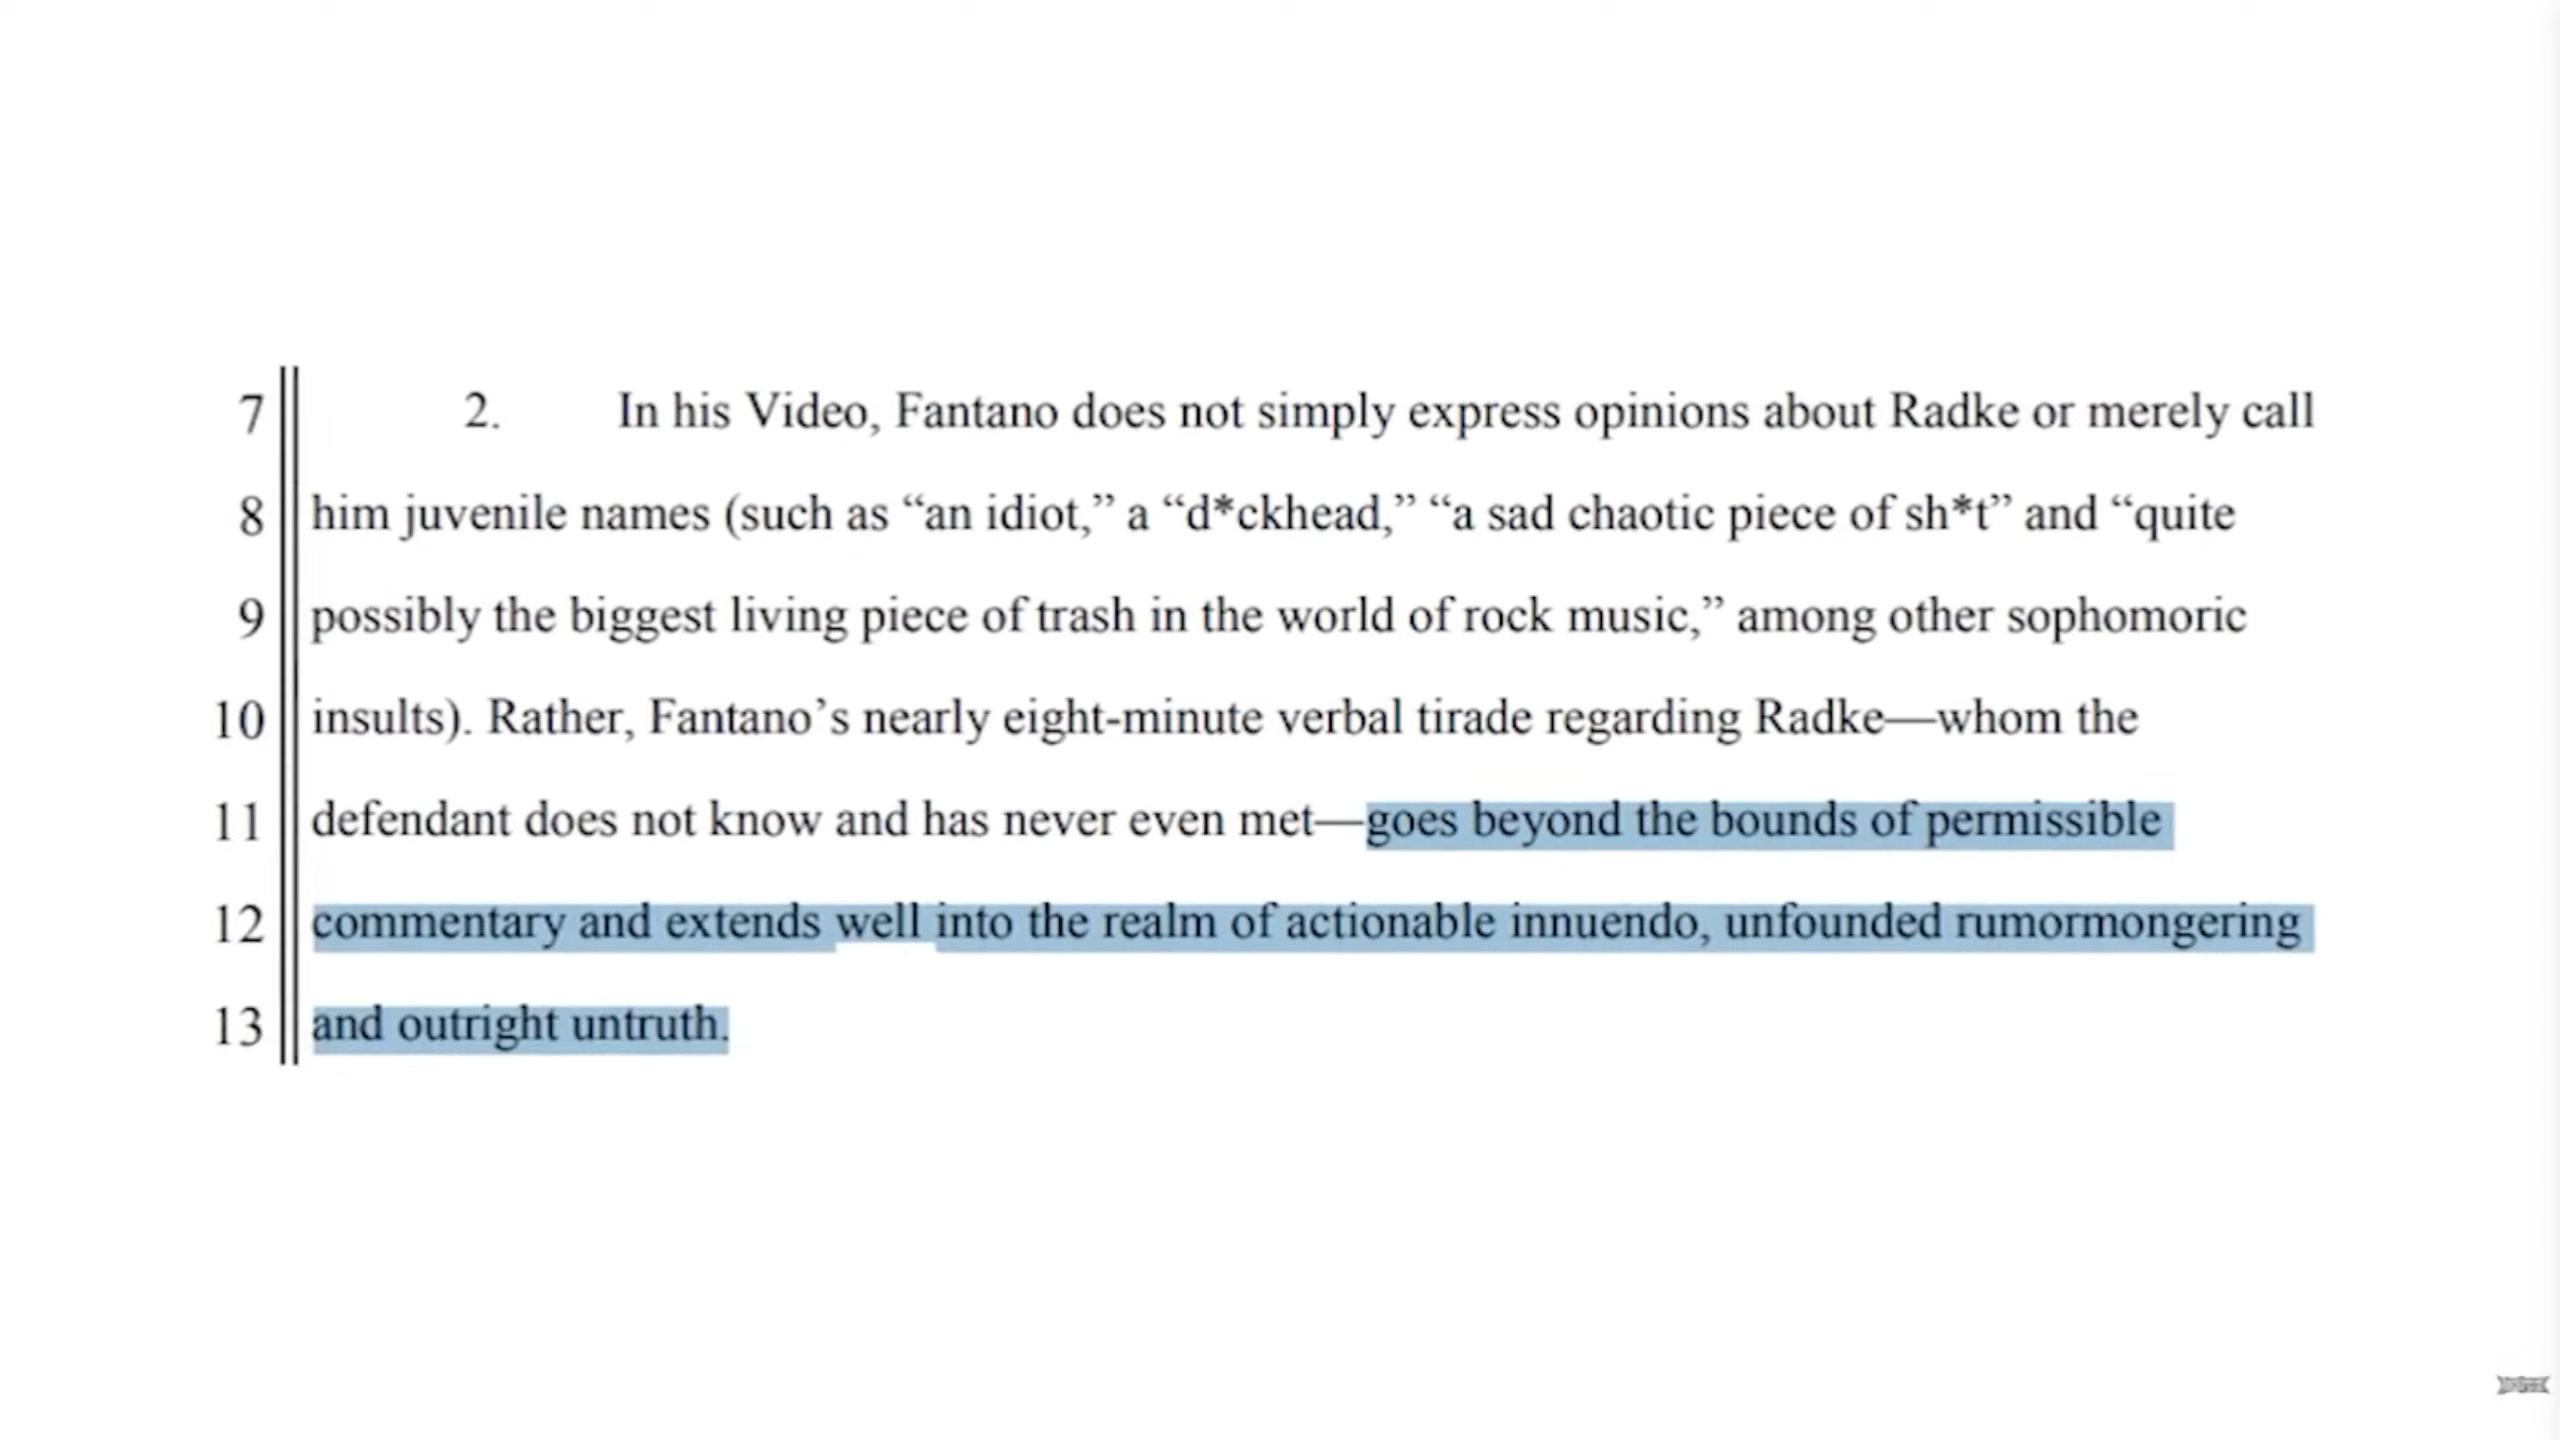 7 2. In his Video, Fantano does not simply express opinions about Radke or merely call
8 him juvenile names (such as “an idiot,” a “d*ckhead,” “a sad chaotic piece of sh*t” and “quite
9 possibly the biggest living piece of trash in the world of rock music,” among other sophomoric
10 insults). Rather, Fantano’s nearly eight-minute verbal tirade regarding Radke—whom the
11 defendant does not know and has never even met—goes beyond the bounds of permissible
12 commentary and extends well into the realm of actionable innuendo, unfounded rumormongering
13 and outright untruth.